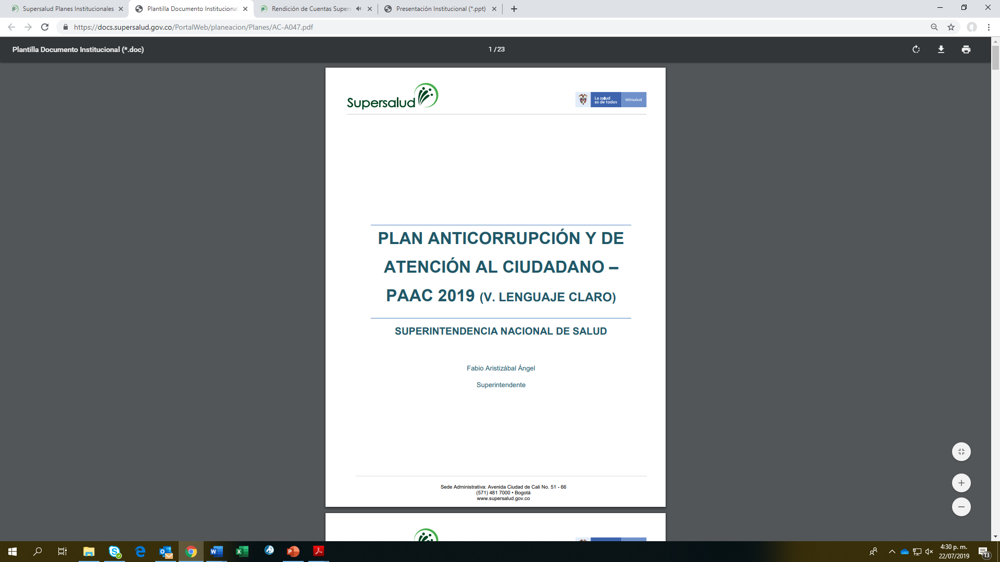 Supersalud Planes Institucionales
Plantilla Documento Institucional
Rendición de Cuentas Supers
Presentación Institucional (*.ppt)
https://docs.supersalud.gov.co/PortalWeb/planeacion/Planes/AC-A047.pdf
Plantilla Documento Institucional (*.doc)
1 / 23
Supersalud
La salud
es de todos
Minsalud
PLAN ANTICORRUPCIÓN Y DE
ATENCIÓN AL CIUDADANO –
PAAC 2019 (V. LENGUAJE CLARO)
SUPERINTENDENCIA NACIONAL DE SALUD
Fabio Aristizábal Ángel
Superintendente
Sede Administrativa: Avenida Ciudad de Cali No. 51 - 66
(571) 481 7000 • Bogotá
www.supersalud.gov.co
4:30 p. m.
22/07/2019
13